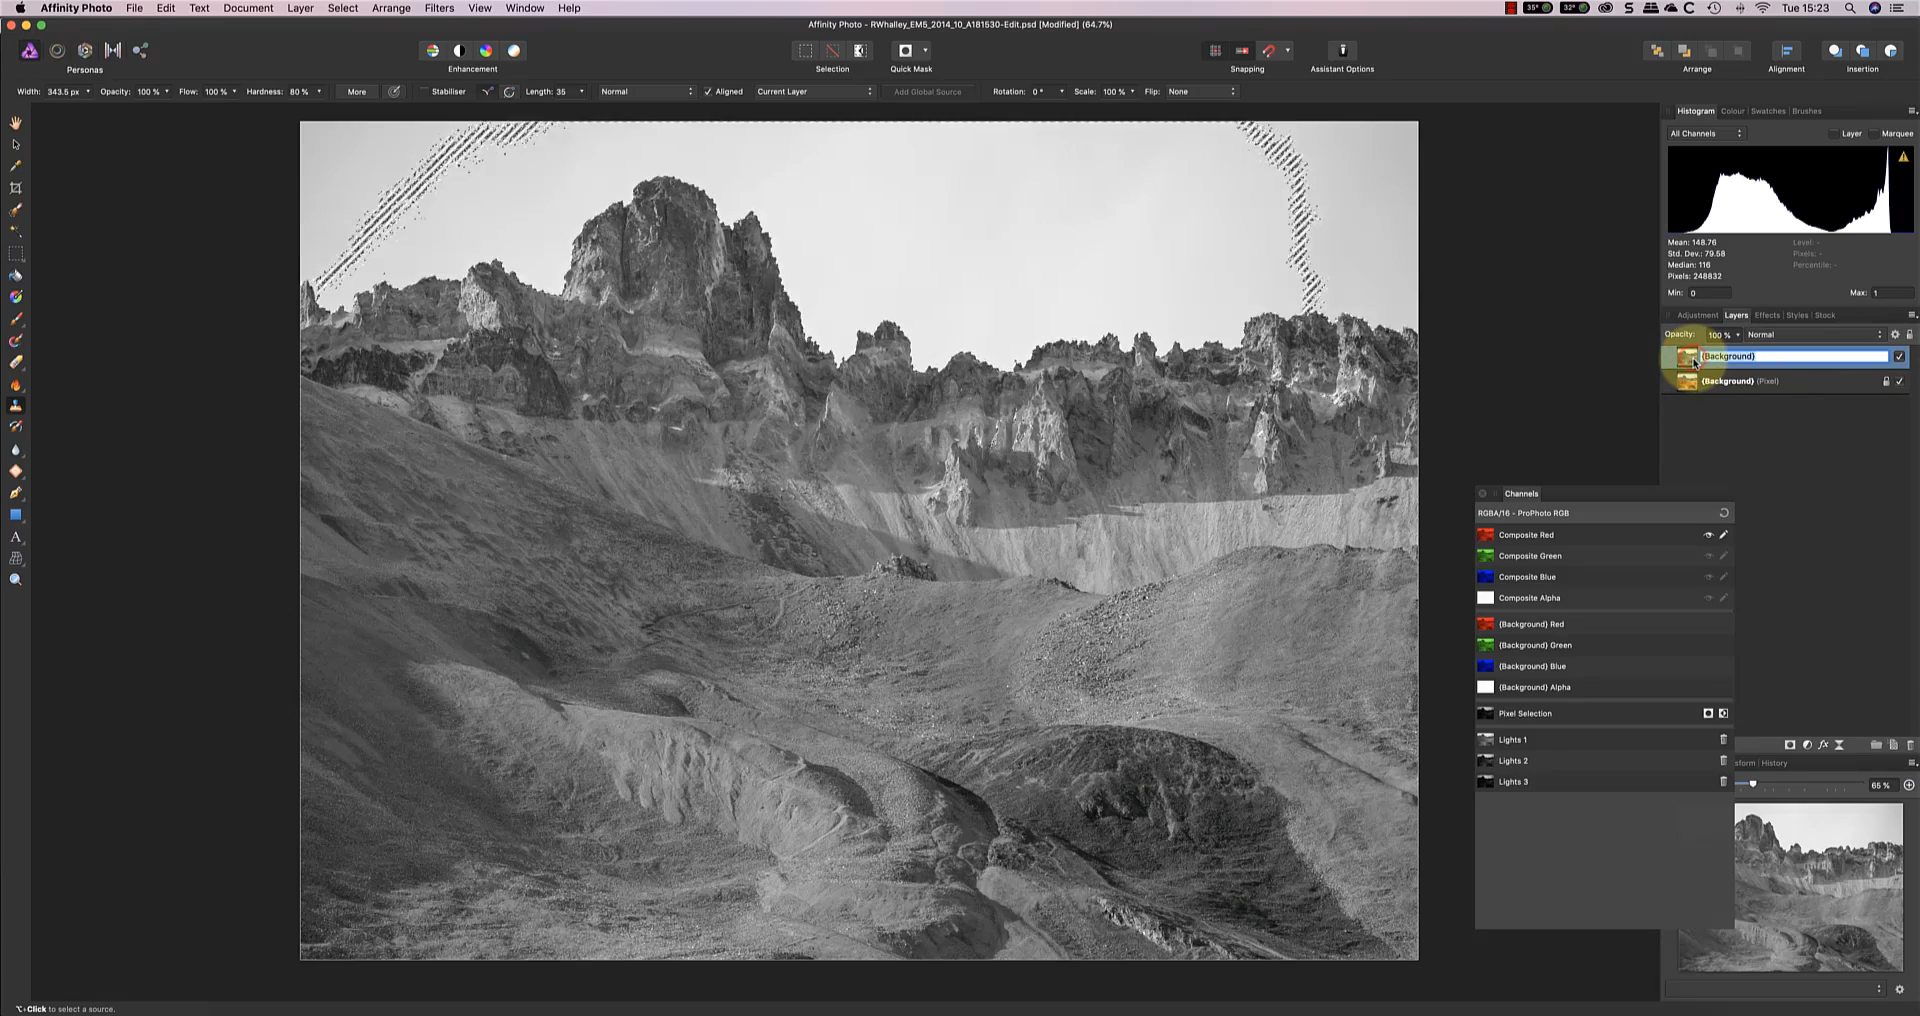 Affinity Photo File Edit Text Document Layer Select Arrange Filters View Window Help
35° 32° Tue 15:23
Affinity Photo - RWhalley_EM5_2014_10_A181530-Edit.psd [Modified] (64.7%)
Personas Enhancement Selection Quick Mask Snapping Assistant Options Arrange Alignment Insertion
Width: 343.5 px Opacity: 100 % Flow: 100 % Hardness: 80 % More Stabiliser Length: 35 Normal Aligned Current Layer Add Global Source Rotation: 0 ° Scale: 100 % Flip: None
Histogram Colour Swatches Brushes
All Channels Layer Marquee
Mean: 148.76 Level: -
Std. Dev.: 79.58 Pixels: -
Median: 116 Percentile: -
Pixels: 248832
Min: 0 Max: 1
Adjustment Layers Effects Styles Stock
Opacity: 100 % Normal
(Background)
(Background) (Pixel)
Channels
RGBA/16 - ProPhoto RGB
Composite Red
Composite Green
Composite Blue
Composite Alpha
(Background) Red
(Background) Green
(Background) Blue
(Background) Alpha
Pixel Selection
Lights 1
Lights 2
Lights 3
sform History
65 %
⌥+Click to select a source.